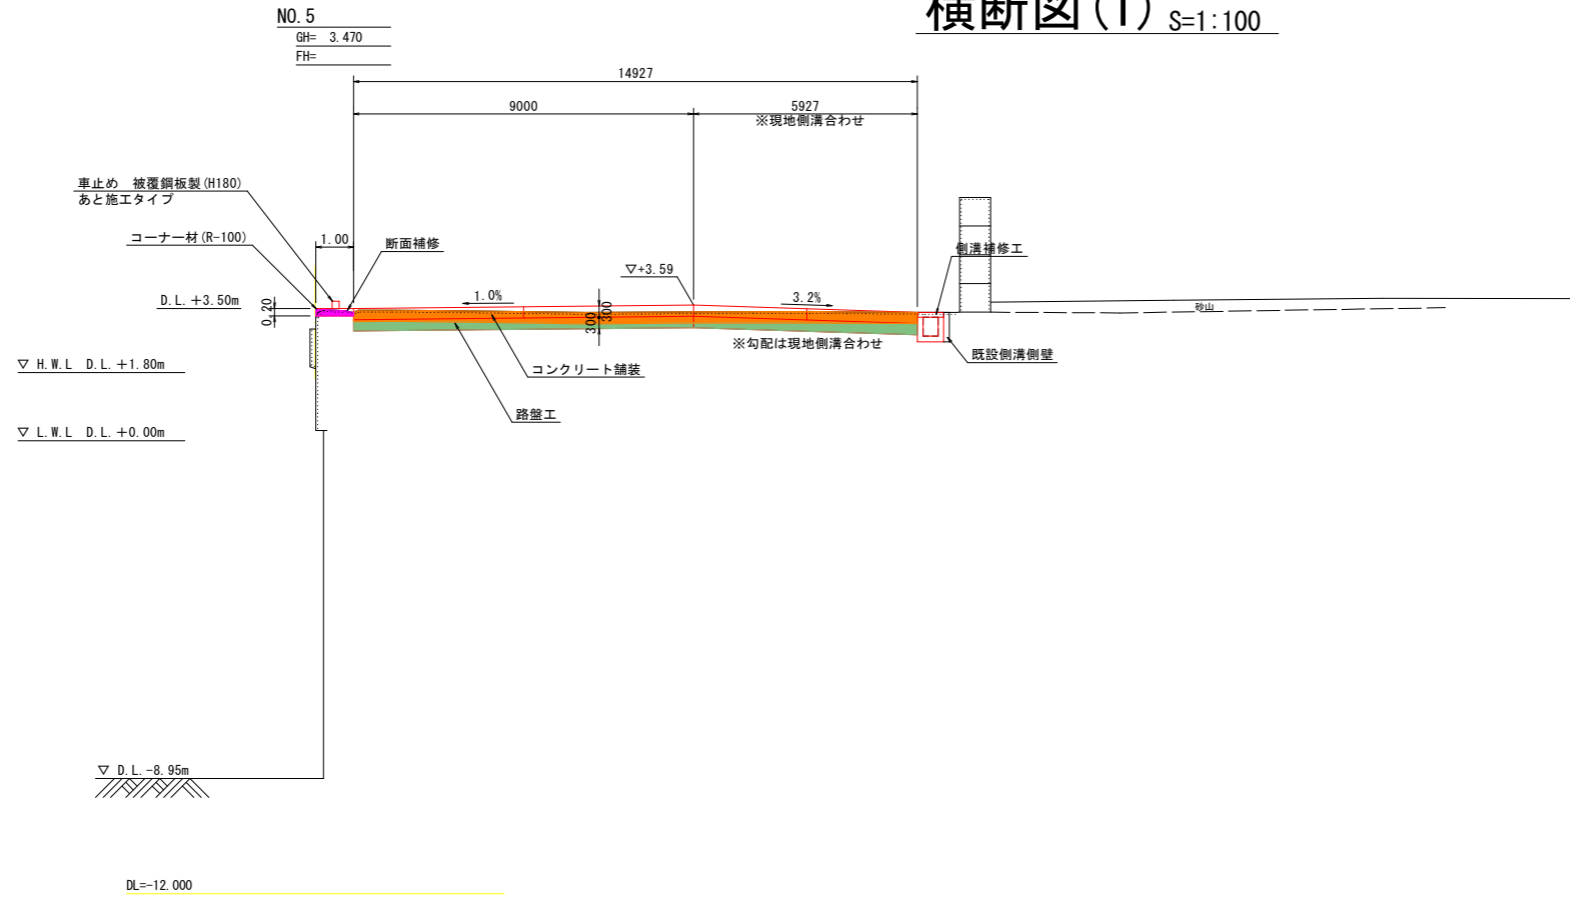 横断図(1) S=1:100
NO.5
GH= 3.470
FH=
14927
9000
5927
※現地側溝合わせ
車止め 被覆鋼板製(H180)
あと施工タイプ
コーナー材(R-100)
1.00
断面補修
側溝補修工
▽+3.59
D.L.+3.50m
0.20
1.0%
300
300
3.2%
砂山
※勾配は現地側溝合わせ
既設側溝側壁
▽ H.W.L D.L.+1.80m
コンクリート舗装
路盤工
▽ L.W.L D.L.+0.00m
▽ D.L.-8.95m
DL=-12.000